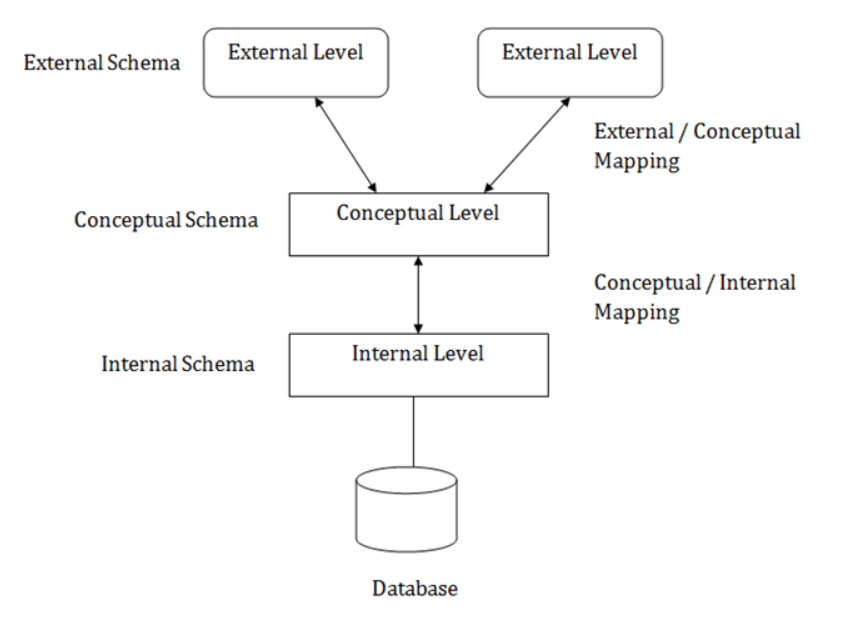 External Level
External Level
External Schema
External / Conceptual
Mapping
Conceptual Schema
Conceptual Level
Conceptual / Internal
Mapping
Internal Schema
Internal Level
Database